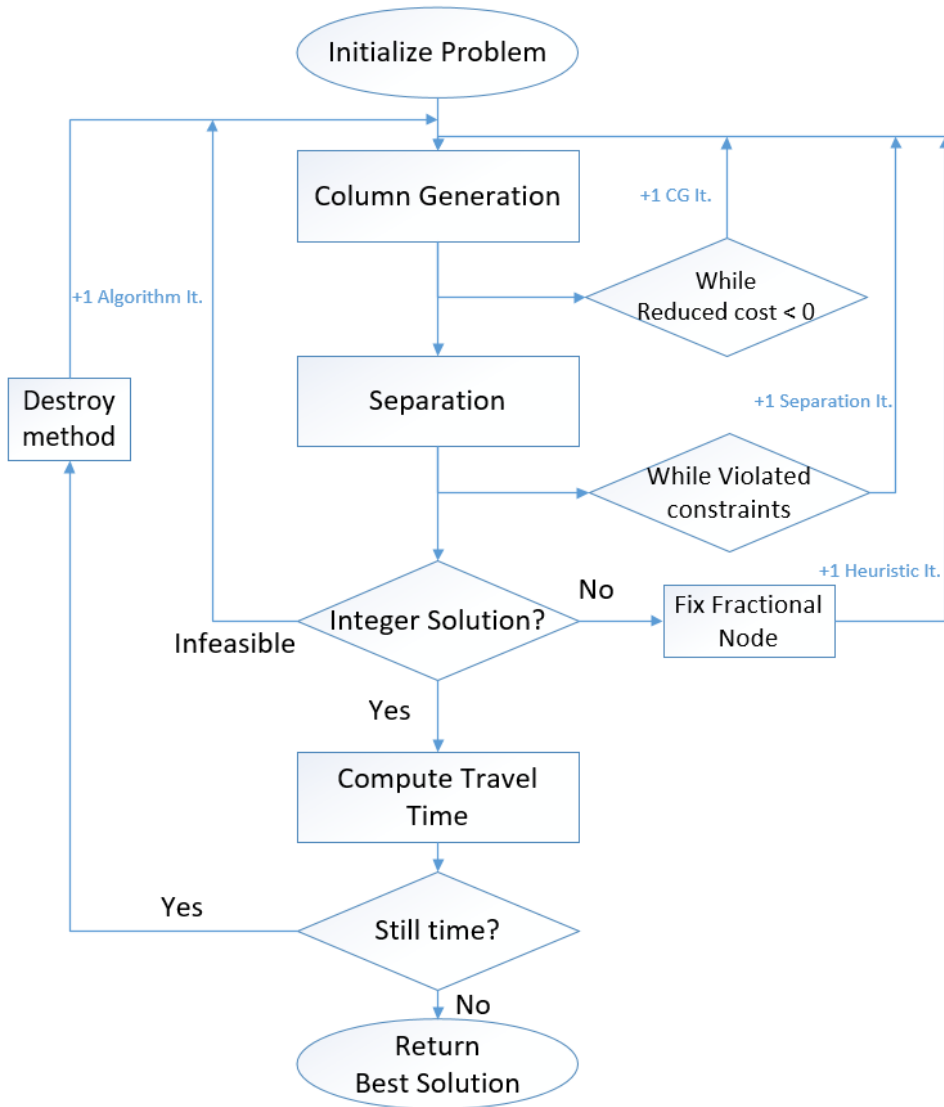 Initialize Problem
Column Generation
+1 CG It.
While
Reduced cost < 0
+1 Algorithm It.
Destroy
method
Separation
+1 Separation It.
While Violated
constraints
Integer Solution?
No
Infeasible
+1 Heuristic It.
Fix Fractional
Node
Yes
Compute Travel
Time
Yes
Still time?
No
Return
Best Solution